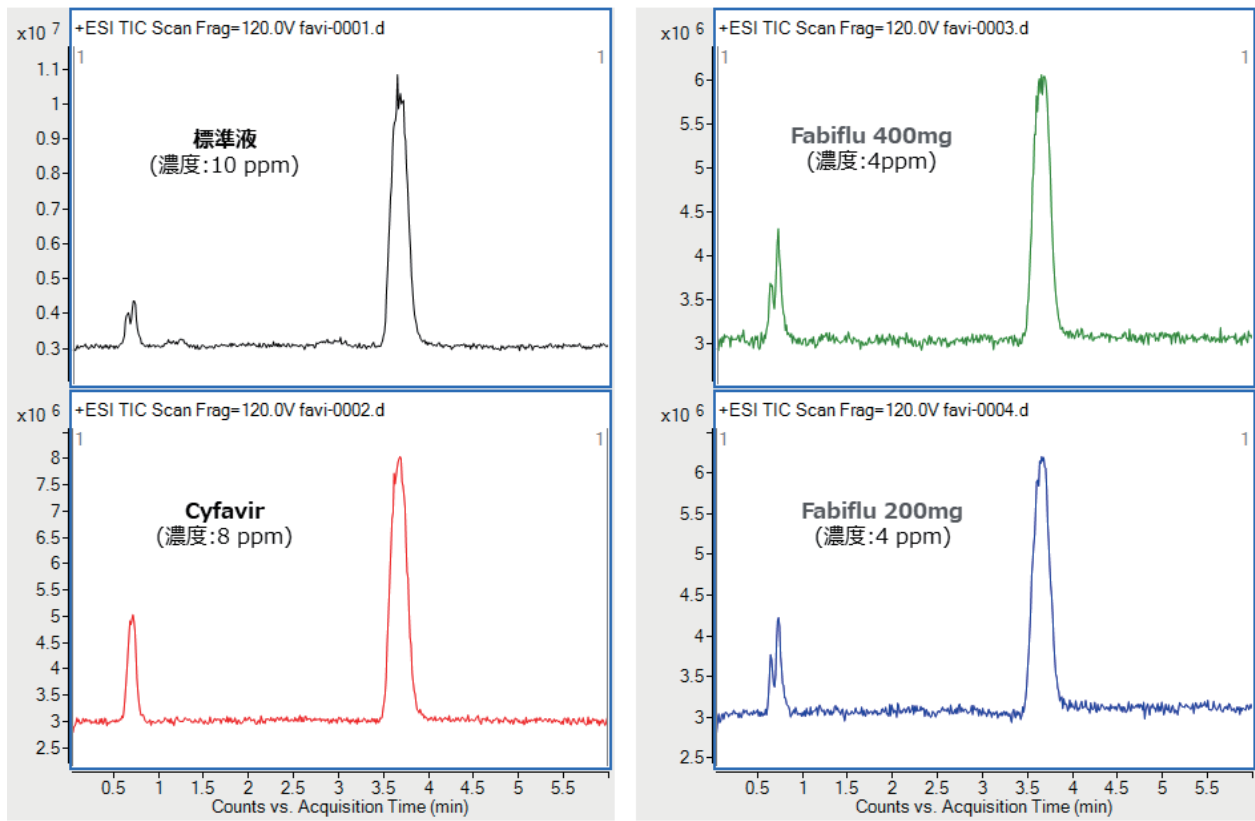 x10 7
+ESI TIC Scan Frag=120.0V favi-0001.d
1 1
1.1
1
0.9
0.8
0.7
0.6
0.5
0.4
0.3
標準液
(濃度:10 ppm)
x10 6
+ESI TIC Scan Frag=120.0V favi-0002.d
1 1
8
7.5
7
6.5
6
5.5
5
4.5
4
3.5
3
2.5
Cyfavir
(濃度:8 ppm)
0.5 1 1.5 2 2.5 3 3.5 4 4.5 5 5.5
Counts vs. Acquisition Time (min)
x10 6
+ESI TIC Scan Frag=120.0V favi-0003.d
1 1
6
5.5
5
4.5
4
3.5
3
Fabiflu 400mg
(濃度:4ppm)
x10 6
+ESI TIC Scan Frag=120.0V favi-0004.d
1 1
6
5.5
5
4.5
4
3.5
3
2.5
Fabiflu 200mg
(濃度:4 ppm)
0.5 1 1.5 2 2.5 3 3.5 4 4.5 5 5.5
Counts vs. Acquisition Time (min)